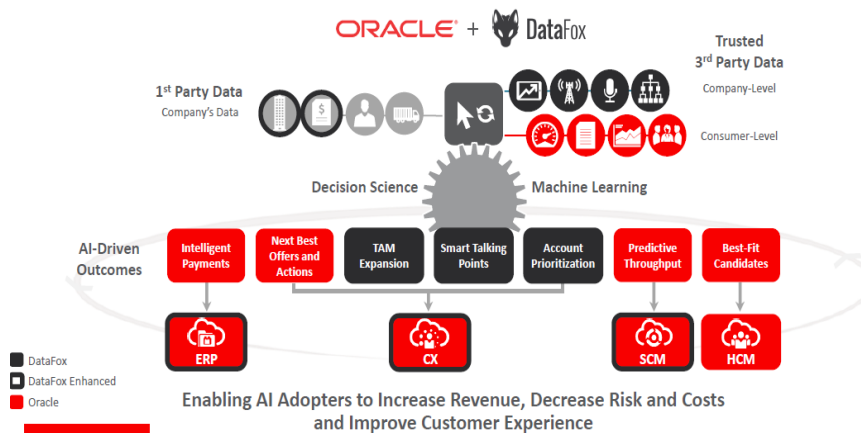 ORACLE® + DataFox
Trusted
3rd Party Data
1st Party Data
Company's Data
Company-Level
Consumer-Level
Decision Science
Machine Learning
AI-Driven
Outcomes
Intelligent
Payments
Next Best
Offers and
Actions
TAM
Expansion
Smart Talking
Points
Account
Prioritization
Predictive
Throughput
Best-Fit
Candidates
ERP
CX
SCM
HCM
DataFox
DataFox Enhanced
Oracle
Enabling AI Adopters to Increase Revenue, Decrease Risk and Costs
and Improve Customer Experience